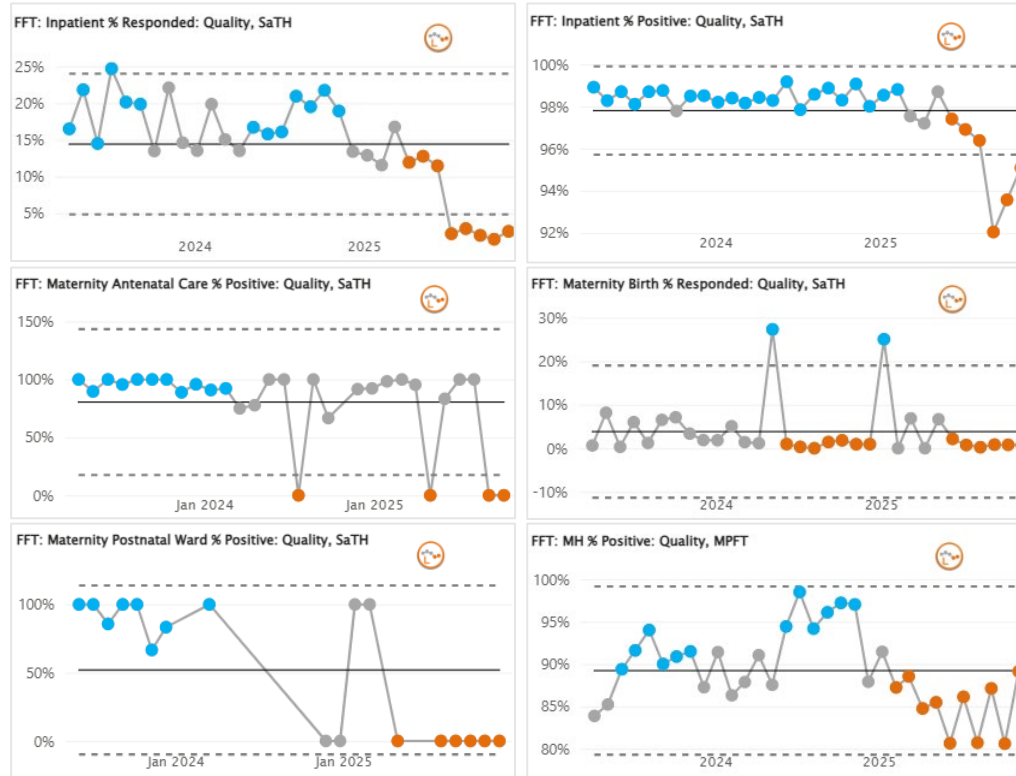 FFT: Inpatient % Responded: Quality, SaTH
L
25%
20%
15%
10%
5%
2024
2025
FFT: Inpatient % Positive: Quality, SaTH
L
100%
98%
96%
94%
92%
2024
2025
FFT: Maternity Antenatal Care % Positive: Quality, SaTH
L
150%
100%
50%
0%
Jan 2024
Jan 2025
FFT: Maternity Birth % Responded: Quality, SaTH
L
30%
20%
10%
0%
-10%
2024
2025
FFT: Maternity Postnatal Ward % Positive: Quality, SaTH
L
100%
50%
0%
Jan 2024
Jan 2025
FFT: MH % Positive: Quality, MPFT
L
100%
95%
90%
85%
80%
2024
2025